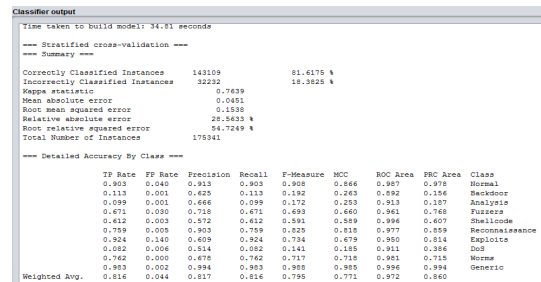 Classifier output
Time taken to build model: 34.81 seconds
=== Stratified cross-validation ===
=== Summary ===
Correctly Classified Instances 143109 81.6175 %
Incorrectly Classified Instances 32232 18.3825 %
Kappa statistic 0.7639
Mean absolute error 0.0451
Root mean squared error 0.1538
Relative absolute error 28.5633 %
Root relative squared error 54.7249 %
Total Number of Instances 175341
=== Detailed Accuracy By Class ===
TP Rate FP Rate Precision Recall F-Measure MCC ROC Area PRC Area Class
0.903 0.040 0.913 0.903 0.908 0.866 0.987 0.978 Normal
0.113 0.001 0.625 0.113 0.192 0.263 0.892 0.156 Backdoor
0.099 0.001 0.666 0.099 0.172 0.253 0.913 0.187 Analysis
0.671 0.030 0.718 0.671 0.693 0.660 0.961 0.768 Fuzzers
0.612 0.003 0.572 0.612 0.591 0.589 0.996 0.607 Shellcode
0.759 0.005 0.903 0.759 0.825 0.818 0.977 0.859 Reconnaissance
0.924 0.140 0.609 0.924 0.734 0.679 0.950 0.814 Exploits
0.082 0.006 0.514 0.082 0.141 0.185 0.911 0.386 DoS
0.762 0.000 0.678 0.762 0.717 0.718 0.981 0.715 Worms
0.983 0.002 0.994 0.983 0.988 0.985 0.996 0.994 Generic
Weighted Avg. 0.816 0.044 0.817 0.816 0.795 0.771 0.972 0.860